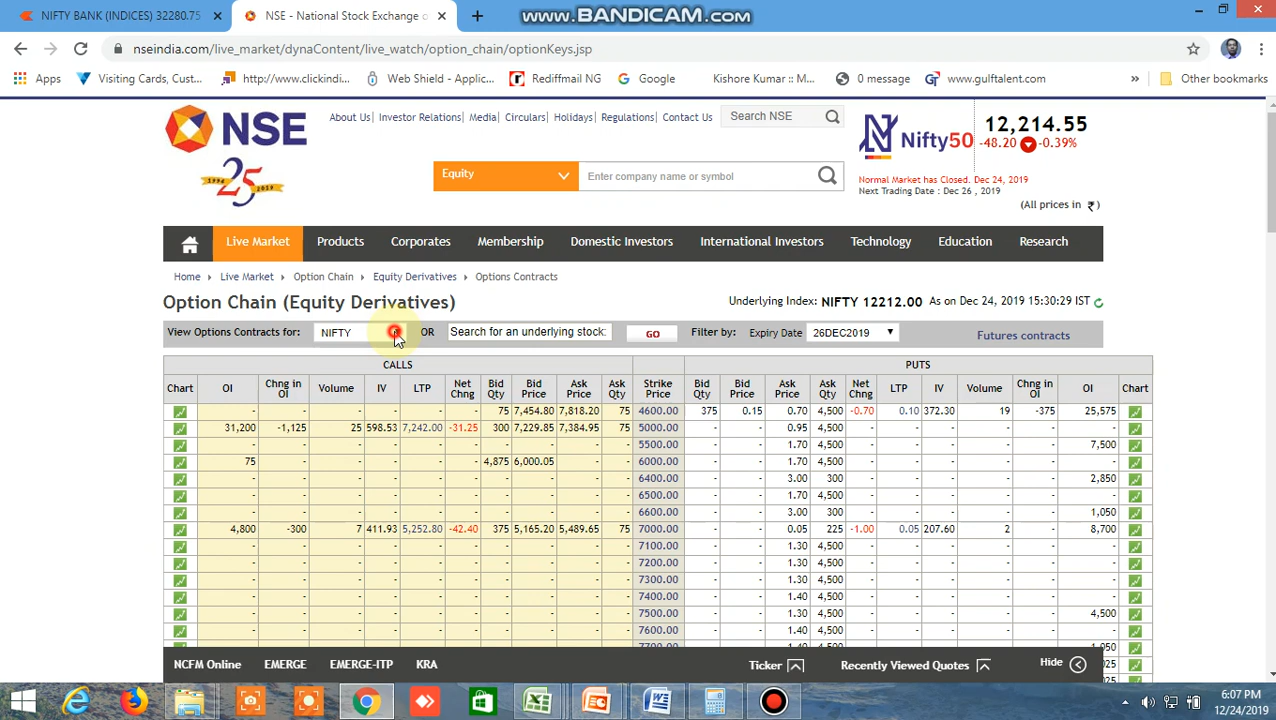 NIFTY BANK (INDICES) 32280.75
NSE - National Stock Exchange o
www.BANDICAM.com
nseindia.com/live_market/dynaContent/live_watch/option_chain/optionKeys.jsp
Apps Visiting Cards, Cust... http://www.clickindi... Web Shield - Applic... Rediffmail NG Google Kishore Kumar :: M... 0 message www.gulftalent.com » Other bookmarks
NSE
1994 25 2019
About Us | Investor Relations | Media | Circulars | Holidays | Regulations | Contact Us
Search NSE
Equity Enter company name or symbol
Nifty50 12,214.55
-48.20 -0.39%
Normal Market has Closed. Dec 24, 2019
Next Trading Date : Dec 26 , 2019
(All prices in ₹)
Live Market Products Corporates Membership Domestic Investors International Investors Technology Education Research
Home Live Market Option Chain Equity Derivatives Options Contracts
Option Chain (Equity Derivatives)
Underlying Index: NIFTY 12212.00 As on Dec 24, 2019 15:30:29 IST
View Options Contracts for: NIFTY OR Search for an underlying stock: GO Filter by: Expiry Date 26DEC2019 Futures contracts
CALLS PUTS
Chart OI Chng in OI Volume IV LTP Net Chng Bid Qty Bid Price Ask Price Ask Qty Strike Price Bid Qty Bid Price Ask Price Ask Qty Net Chng LTP IV Volume Chng in OI OI Chart
- - - - - - 75 7,454.80 7,818.20 75 4600.00 375 0.15 0.70 4,500 -0.70 0.10 372.30 19 -375 25,575
31,200 -1,125 25 598.53 7,242.00 -31.25 300 7,229.85 7,384.95 75 5000.00 - - 0.95 4,500 - - - - - -
- - - - - - - - - - 5500.00 - - 1.70 4,500 - - - - - 7,500
75 - - - - - 4,875 6,000.05 - - 6000.00 - - 1.70 4,500 - - - - - -
- - - - - - - - - - 6400.00 - - 3.00 300 - - - - - 2,850
- - - - - - - - - - 6500.00 - - 1.70 4,500 - - - - - -
- - - - - - - - - - 6600.00 - - 3.00 300 - - - - - 1,050
4,800 -300 7 411.93 5,252.80 -42.40 375 5,165.20 5,489.65 75 7000.00 - - 0.05 225 -1.00 0.05 207.60 2 - 8,700
- - - - - - - - - - 7100.00 - - 1.30 4,500 - - - - - -
- - - - - - - - - - 7200.00 - - 1.30 4,500 - - - - - -
- - - - - - - - - - 7300.00 - - 1.30 4,500 - - - - - -
- - - - - - - - - - 7400.00 - - 1.40 4,500 - - - - - -
- - - - - - - - - - 7500.00 - - 1.30 4,500 - - - - - 4,500
- - - - - - - - - - 7600.00 - - 1.40 4,500 - - - - - -
NCFM Online EMERGE EMERGE-ITP KRA Ticker Recently Viewed Quotes Hide
6:07 PM
12/24/2019